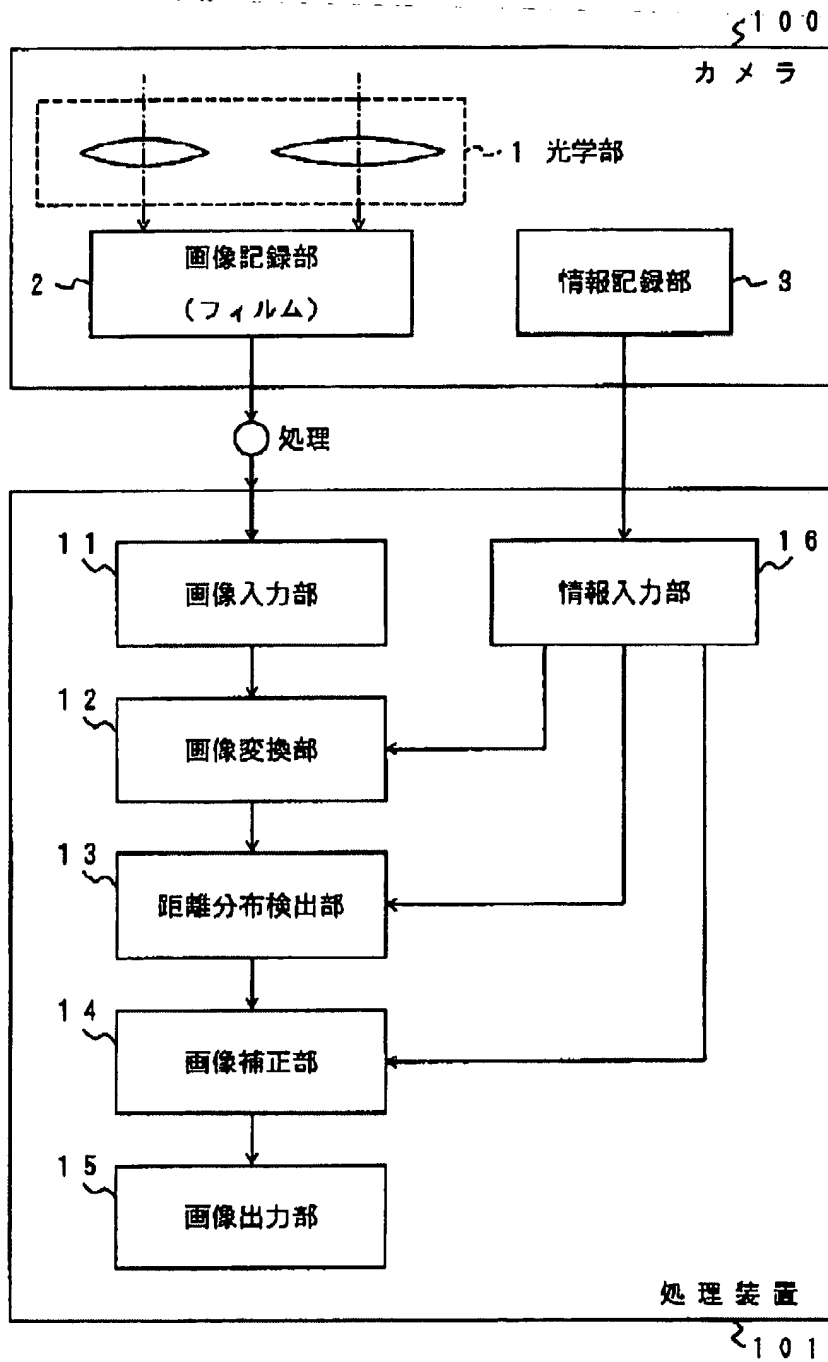 100
カメラ
1 光学部
画像記録部
(フィルム)
2
情報記録部
3
処理
11
画像入力部
16
情報入力部
12
画像変換部
13
距離分布検出部
14
画像補正部
15
画像出力部
処理装置
101